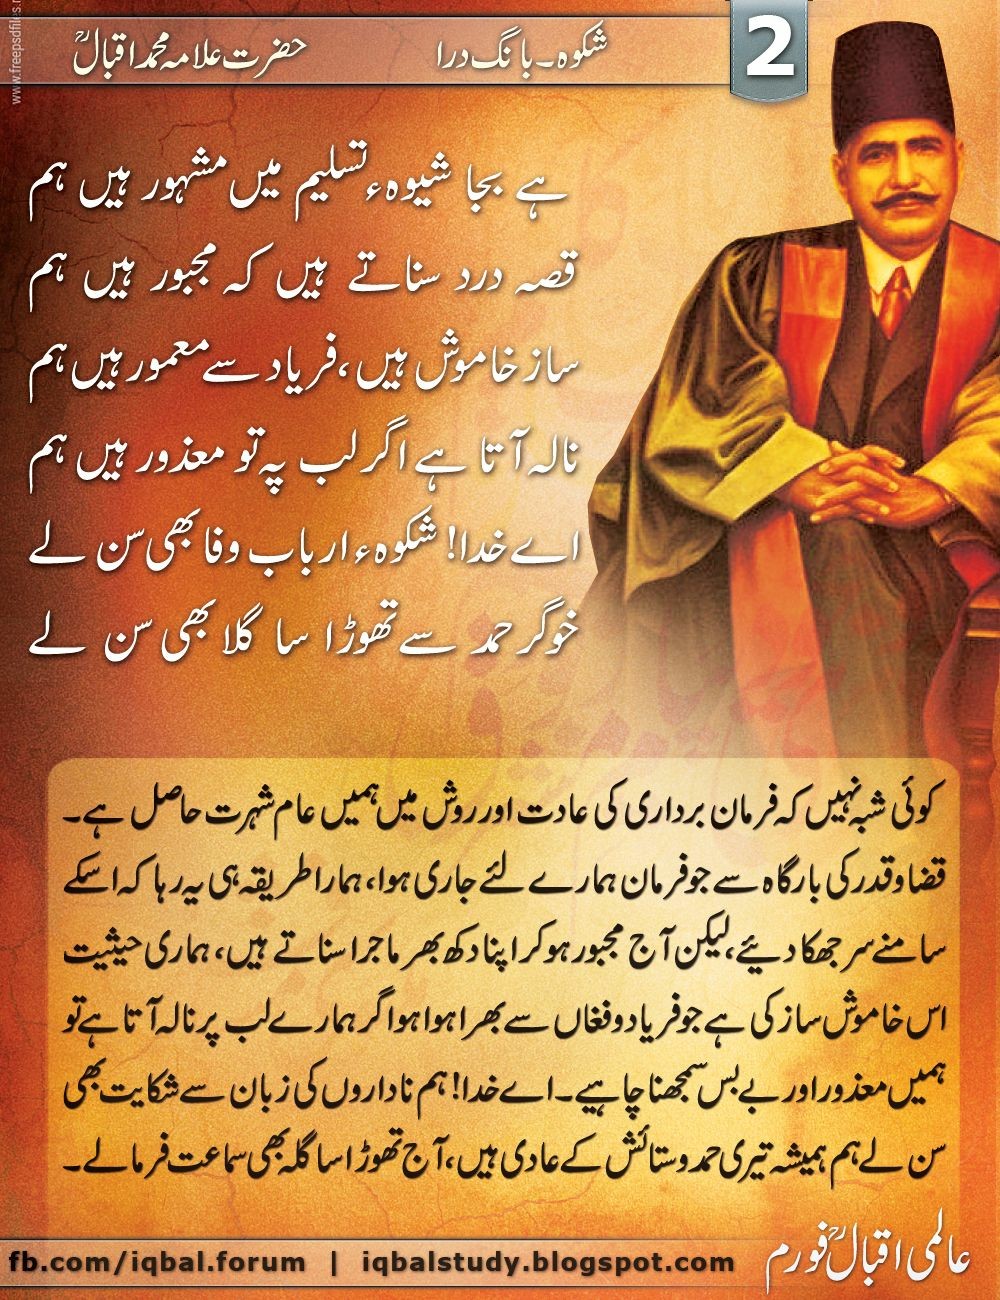 www.freepsdfiles.n
حضرت علامہ محمد اقبالؒ
شکوہ۔بانگ درا
2
ہے بجا شیوہء تسلیم میں مشہور ہیں ہم
قصہ درد سناتے ہیں کہ مجبور ہیں ہم
ساز خاموش ہیں، فریاد سے معمور ہیں ہم
نالہ آتا ہے اگر لب پہ تو معذور ہیں ہم
اے خدا! شکوہء ارباب وفا بھی سن لے
خوگر حمد سے تھوڑا سا گلا بھی سن لے
کوئی شبہ نہیں کہ فرمان برداری کی عادت اور روش میں ہمیں عام شہرت حاصل ہے۔
قضا و قدر کی بارگاہ سے جو فرمان ہمارے لئے جاری ہوا، ہمارا طریقہ ہی یہ رہا کہ اسکے
سامنے سر جھکا دیئے، لیکن آج مجبور ہوکر اپنا دکھ بھر ماجرا سناتے ہیں، ہماری حیثیت
اس خاموش ساز کی ہے جو فریاد و فغاں سے بھرا ہوا ہو اگر ہمارے لب پر نالہ آتا ہے تو
ہمیں معذور اور بے بس سمجھنا چاہیے۔ اے خدا! ہم ناداروں کی زبان سے شکایت بھی
سن لے ہم ہمیشہ تیری حمد و ستائش کے عادی ہیں، آج تھوڑا سا گلہ بھی سماعت فرمالے۔
عالمی اقبالؒ فورم
fb.com/iqbal.forum | iqbalstudy.blogspot.com